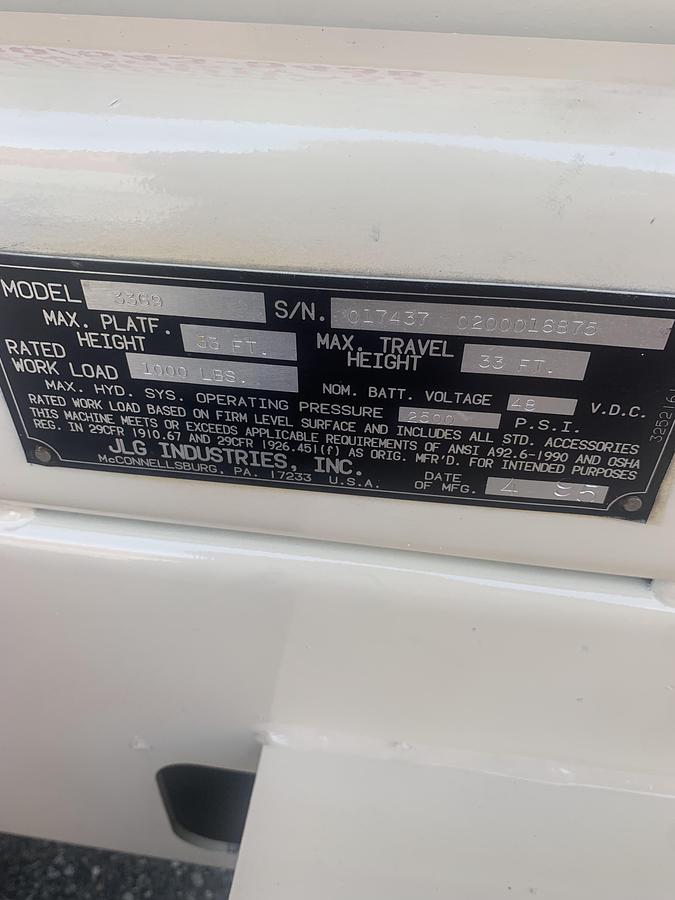 MODEL 3369 S/N. 017437 0200016875
MAX. PLATF. HEIGHT 33 FT. MAX. TRAVEL HEIGHT 33 FT.
RATED WORK LOAD 1000 LBS. NOM. BATT. VOLTAGE 48 V.D.C.
MAX. HYD. SYS. OPERATING PRESSURE 2500 P.S.I.
RATED WORK LOAD BASED ON FIRM LEVEL SURFACE AND INCLUDES ALL STD. ACCESSORIES
THIS MACHINE MEETS OR EXCEEDS APPLICABLE REQUIREMENTS OF ANSI A92.6-1990 AND OSHA
REG. IN 29CFR 1910.67 AND 29CFR 1926.451(f) AS ORIG. MFR'D. FOR INTENDED PURPOSES
JLG INDUSTRIES, INC.
McCONNELLSBURG, PA. 17233 U.S.A.
DATE OF MFG. 4 95
3252161